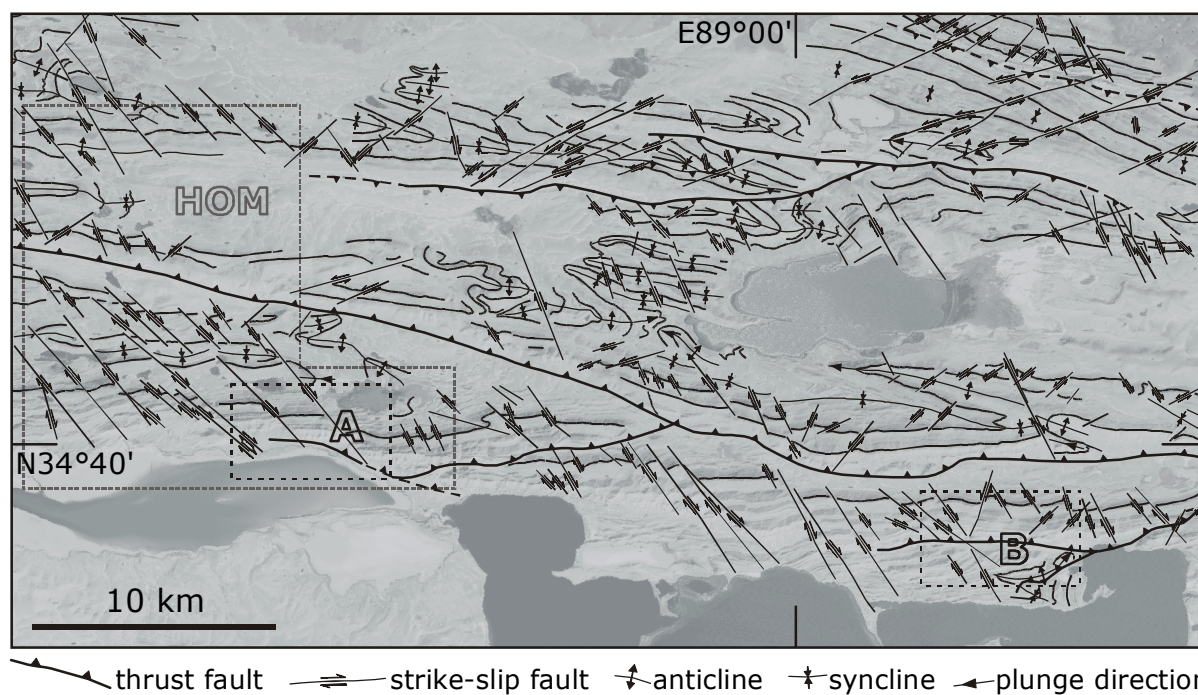 E89°00'
HOM
A
N34°40'
B
10 km
thrust fault
strike-slip fault
anticline
syncline
plunge direction